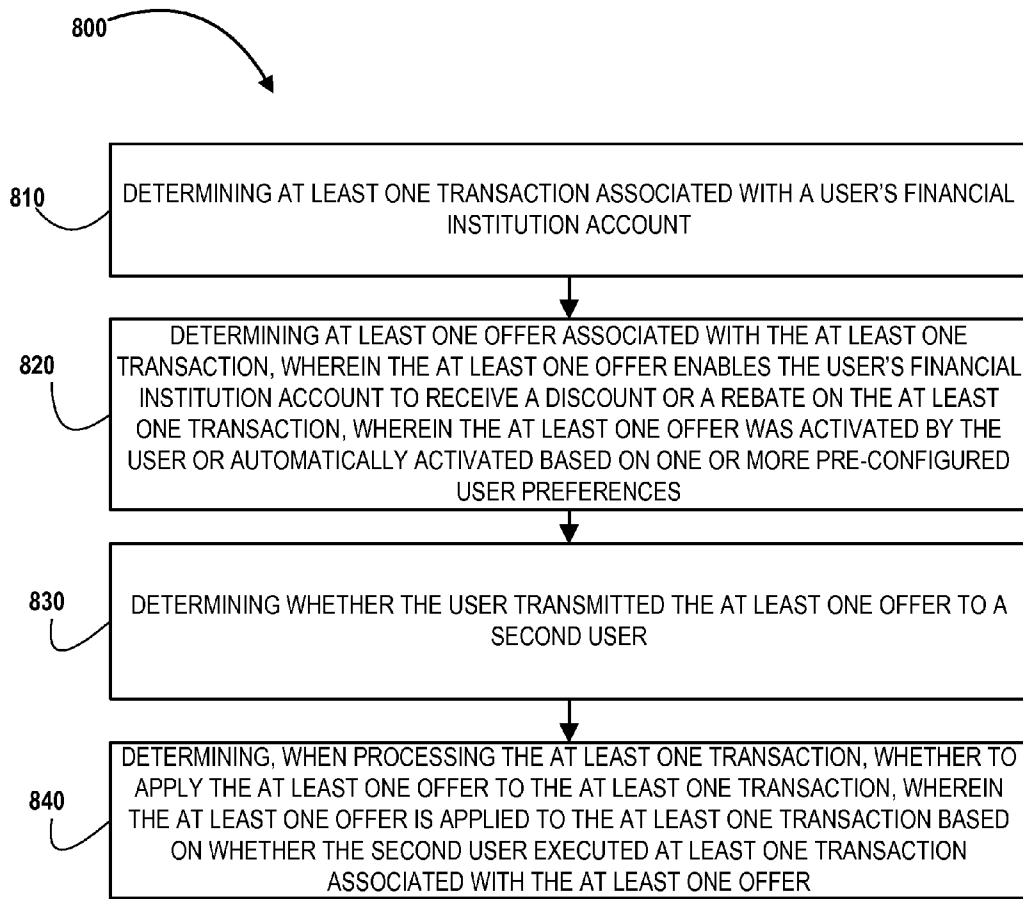 800
810
DETERMINING AT LEAST ONE TRANSACTION ASSOCIATED WITH A USER'S FINANCIAL
INSTITUTION ACCOUNT
820
DETERMINING AT LEAST ONE OFFER ASSOCIATED WITH THE AT LEAST ONE
TRANSACTION, WHEREIN THE AT LEAST ONE OFFER ENABLES THE USER'S FINANCIAL
INSTITUTION ACCOUNT TO RECEIVE A DISCOUNT OR A REBATE ON THE AT LEAST
ONE TRANSACTION, WHEREIN THE AT LEAST ONE OFFER WAS ACTIVATED BY THE
USER OR AUTOMATICALLY ACTIVATED BASED ON ONE OR MORE PRE-CONFIGURED
USER PREFERENCES
830
DETERMINING WHETHER THE USER TRANSMITTED THE AT LEAST ONE OFFER TO A
SECOND USER
840
DETERMINING, WHEN PROCESSING THE AT LEAST ONE TRANSACTION, WHETHER TO
APPLY THE AT LEAST ONE OFFER TO THE AT LEAST ONE TRANSACTION, WHEREIN
THE AT LEAST ONE OFFER IS APPLIED TO THE AT LEAST ONE TRANSACTION BASED
ON WHETHER THE SECOND USER EXECUTED AT LEAST ONE TRANSACTION
ASSOCIATED WITH THE AT LEAST ONE OFFER